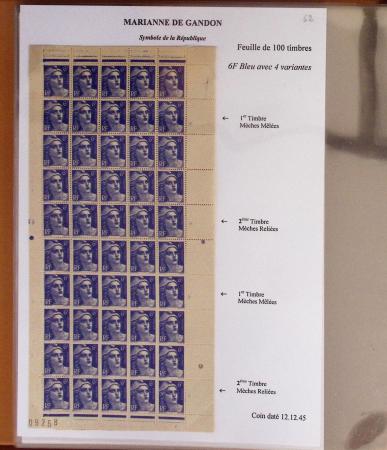 MARIANNE DE GANDON
62
Symbole de la République
Feuille de 100 timbres
6F Bleu avec 4 variantes
← 1er Timbre
Mèches Mêlées
← 2ème Timbre
Mèches Reliées
← 1er Timbre
Mèches Mêlées
← 2ème Timbre
Mèches Reliées
09268
Coin daté 12.12.45